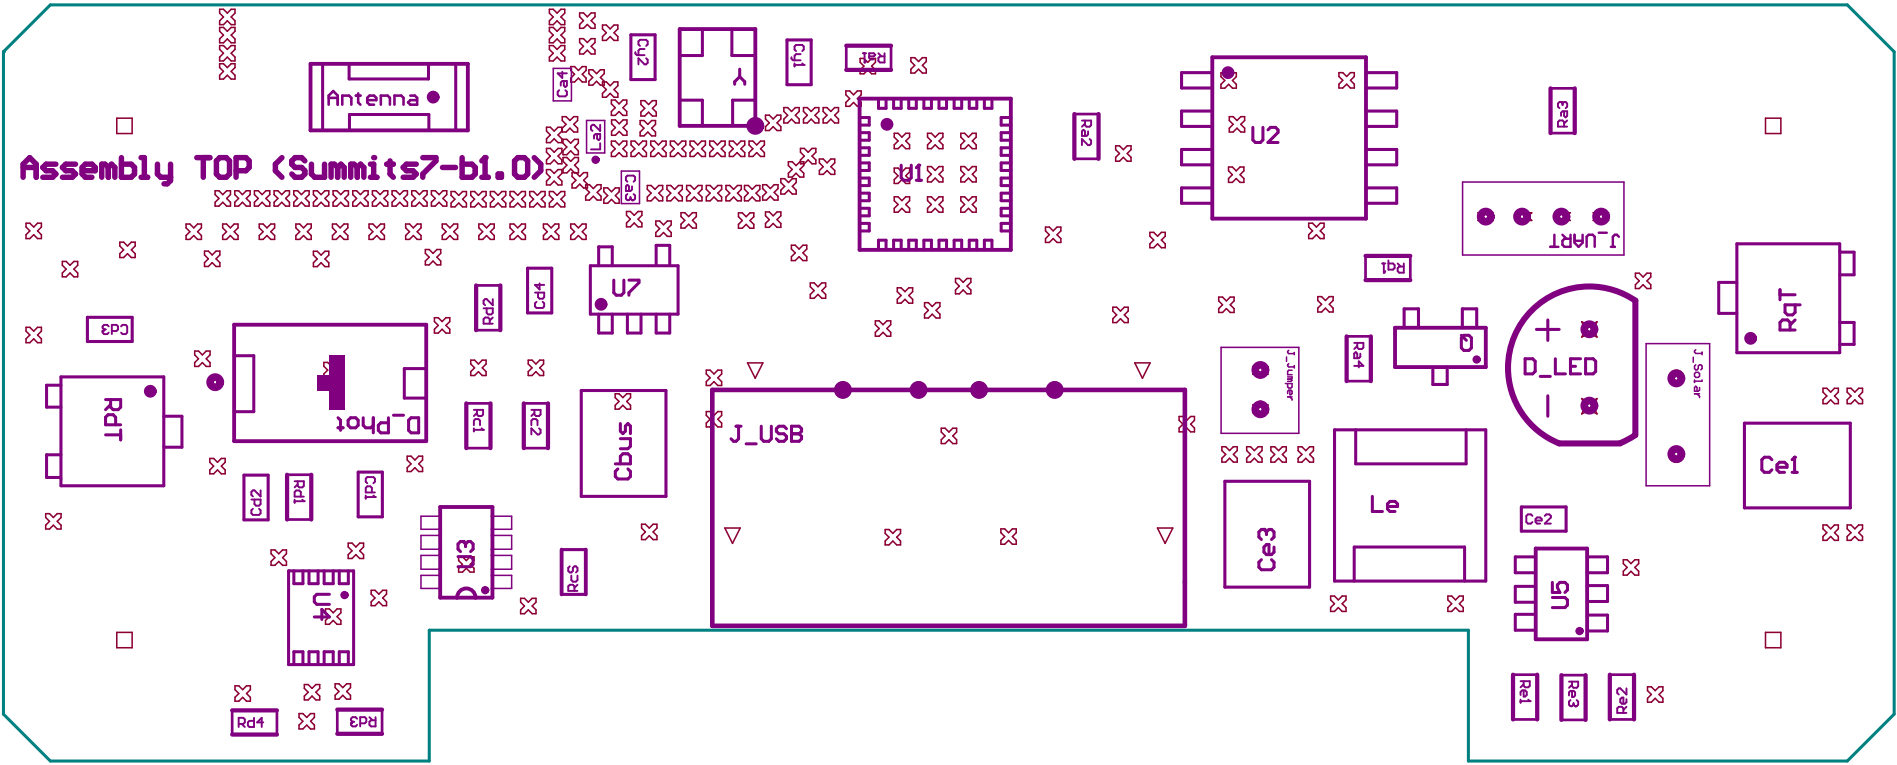 Cy2
Y
Cy1
Ra1
Antenna
Ca4
La2
Ca3
Assembly TOP (Summits7-b1.0)
U1
Ra2
U2
Ra3
J_UART
U7
Cd4
Rd2
Cd3
Rq1
RqT
Q
Ra4
J_Jumper
D_LED
J_Solar
RdT
D_Phot
Rc1
Rc2
Cbus
J_USB
Ce1
Le
Ce2
Ce3
Cd2
Rd1
Cd1
U3
RcS
U4
U5
Rd4
Rd3
Re1
Re3
Re2